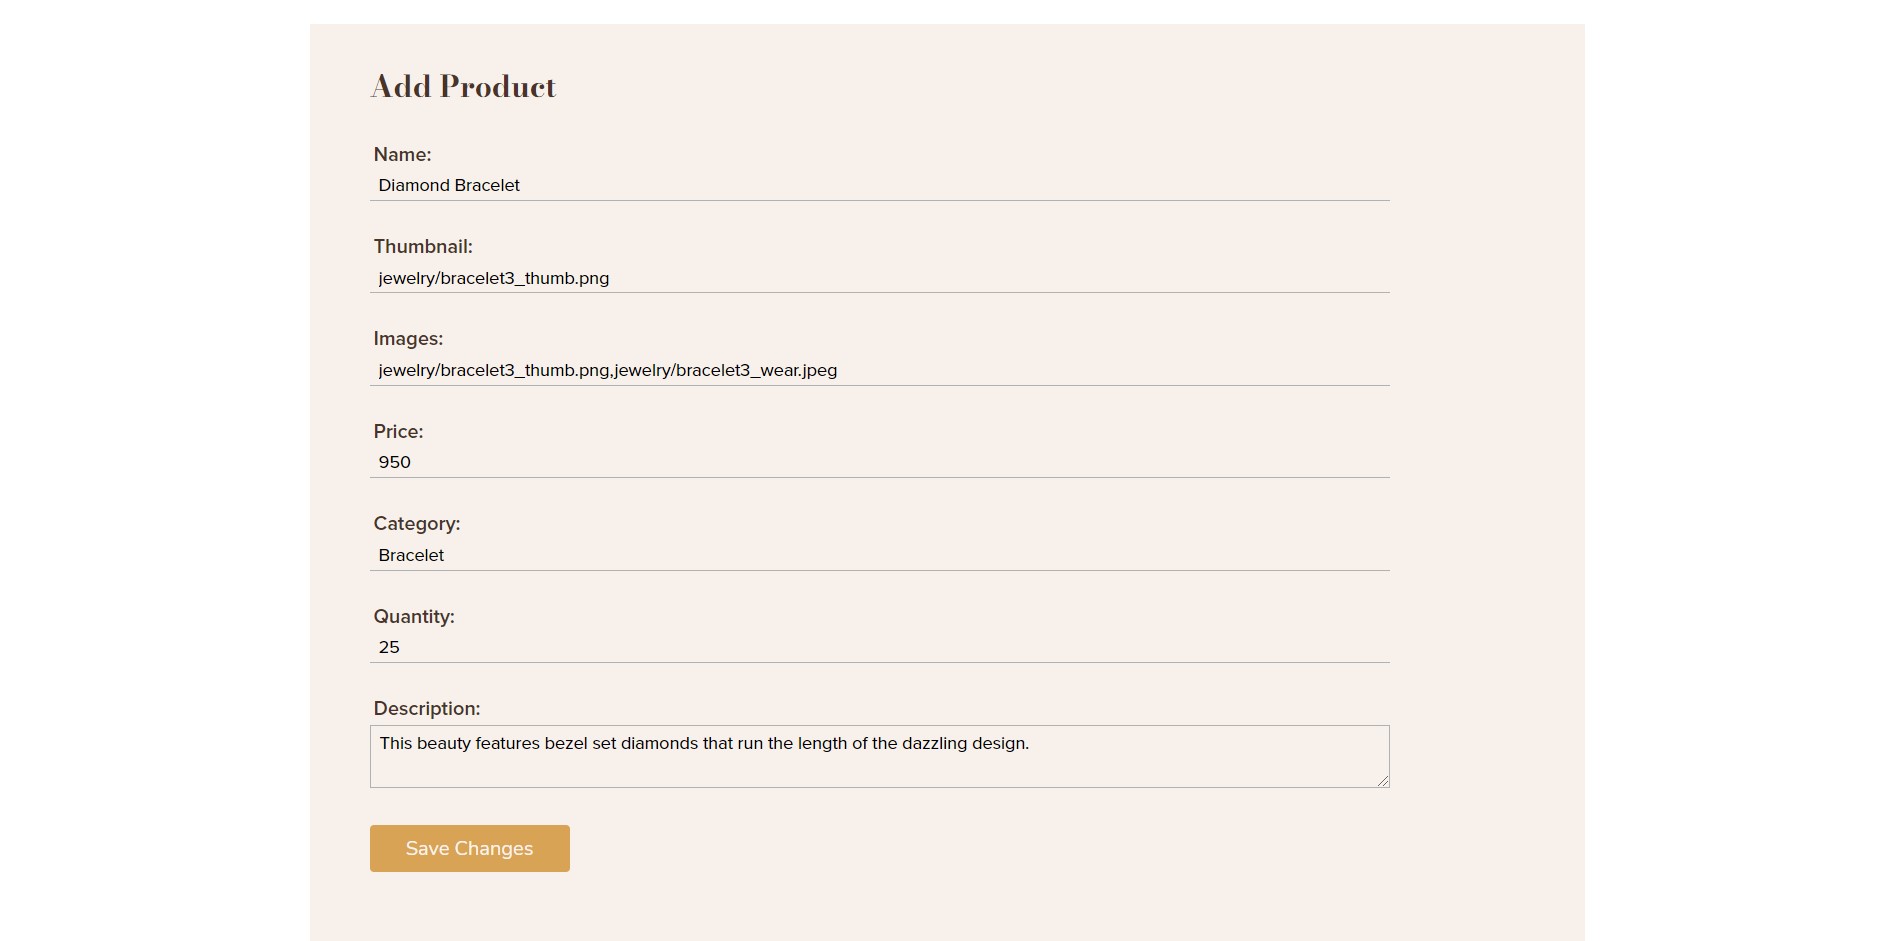 Add Product
Name:
Diamond Bracelet
Thumbnail:
jewelry/bracelet3_thumb.png
Images:
jewelry/bracelet3_thumb.png,jewelry/bracelet3_wear.jpeg
Price:
950
Category:
Bracelet
Quantity:
25
Description:
This beauty features bezel set diamonds that run the length of the dazzling design.
Save Changes